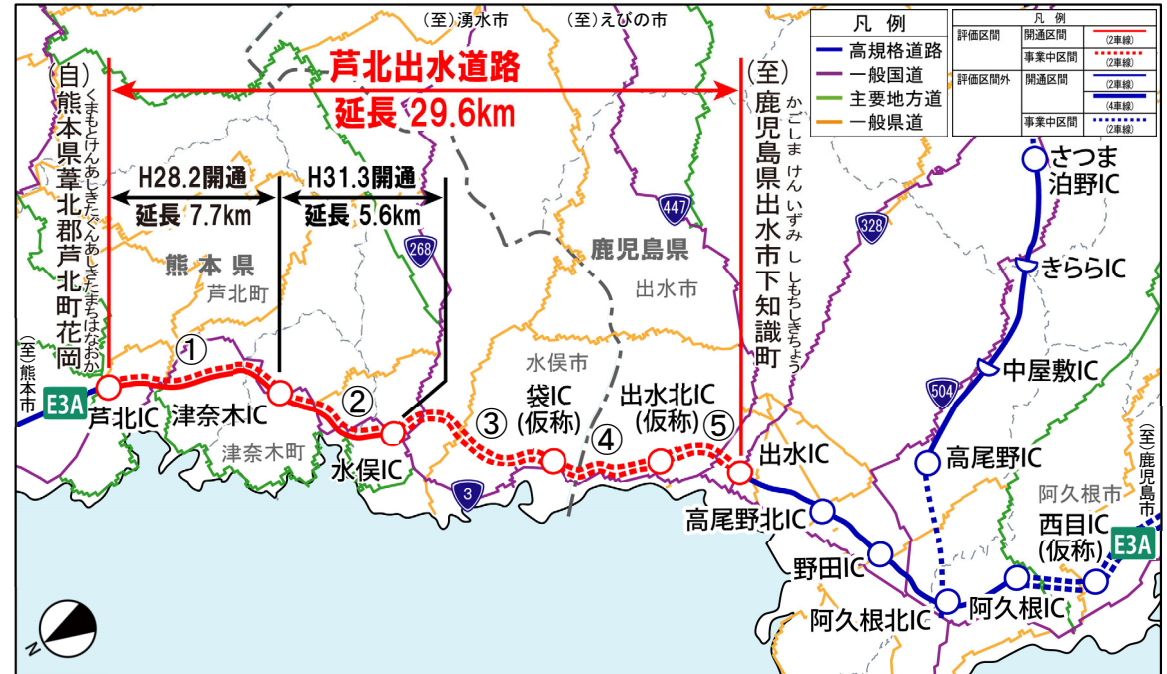 (至)湧水市
(至)えびの市
芦北出水道路
延長 29.6km
(自)熊本県葦北郡芦北町花岡
くまもとけんあしきたぐんあしきたまちはなおか
(至)鹿児島県出水市下知識町
かごしま けん いずみ し しもちしきちょう
H28.2開通
延長 7.7km
H31.3開通
延長 5.6km
凡 例
高規格道路
一般国道
主要地方道
一般県道
凡 例
評価区間
開通区間
(2車線)
事業中区間
(2車線)
評価区間外
開通区間
(2車線)
(4車線)
事業中区間
(2車線)
熊本県
芦北町
268
447
鹿児島県
出水市
328
さつま
泊野IC
きららIC
中屋敷IC
504
高尾野IC
(至)熊本市
E3A
芦北IC
①
津奈木IC
津奈木町
②
水俣IC
水俣市
③
袋IC
(仮称)
④
出水北IC
(仮称)
⑤
3
出水IC
高尾野北IC
野田IC
阿久根北IC
阿久根IC
阿久根市
西目IC
(仮称)
E3A
(至)鹿児島市
N